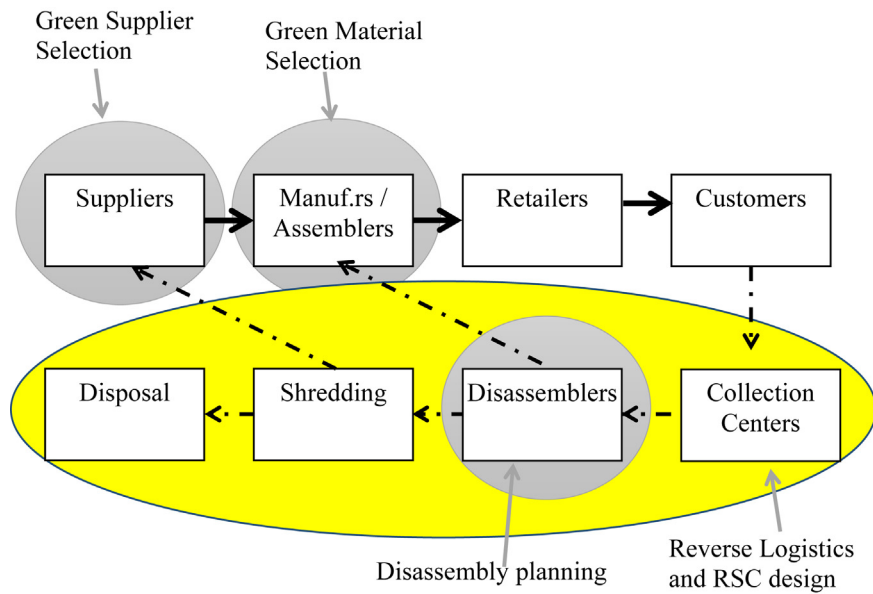 Green Supplier
Selection
Green Material
Selection
Suppliers
Manuf.rs /
Assemblers
Retailers
Customers
Disposal
Shredding
Disassemblers
Collection
Centers
Disassembly planning
Reverse Logistics
and RSC design